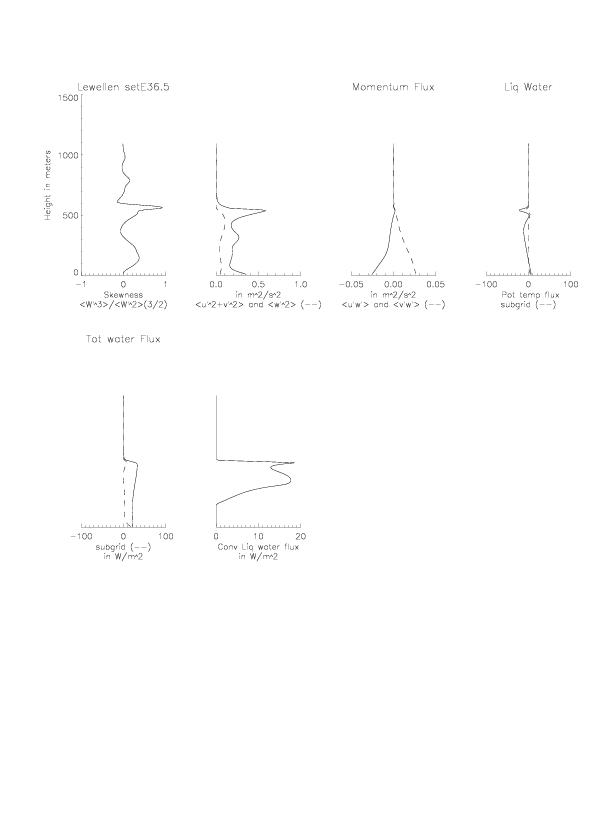 Lewellen setE36.5
Momentum Flux
Liq Water
1500
1000
500
0
Height in meters
−1 0 1
0.0 0.5 1.0
−0.05 0.00 0.05
−100 0 100
Skewness
in m^2/s^2
in m^2/s^2
Pot temp flux
<W'^3>/<W'^2>(3/2)
<u'^2+v'^2> and <w'^2> (−−)
<u'w'> and <v'w'> (−−)
subgrid (−−)
Tot water Flux
−100 0 100
0 10 20
subgrid (−−)
Conv Liq water flux
in W/m^2
in W/m^2